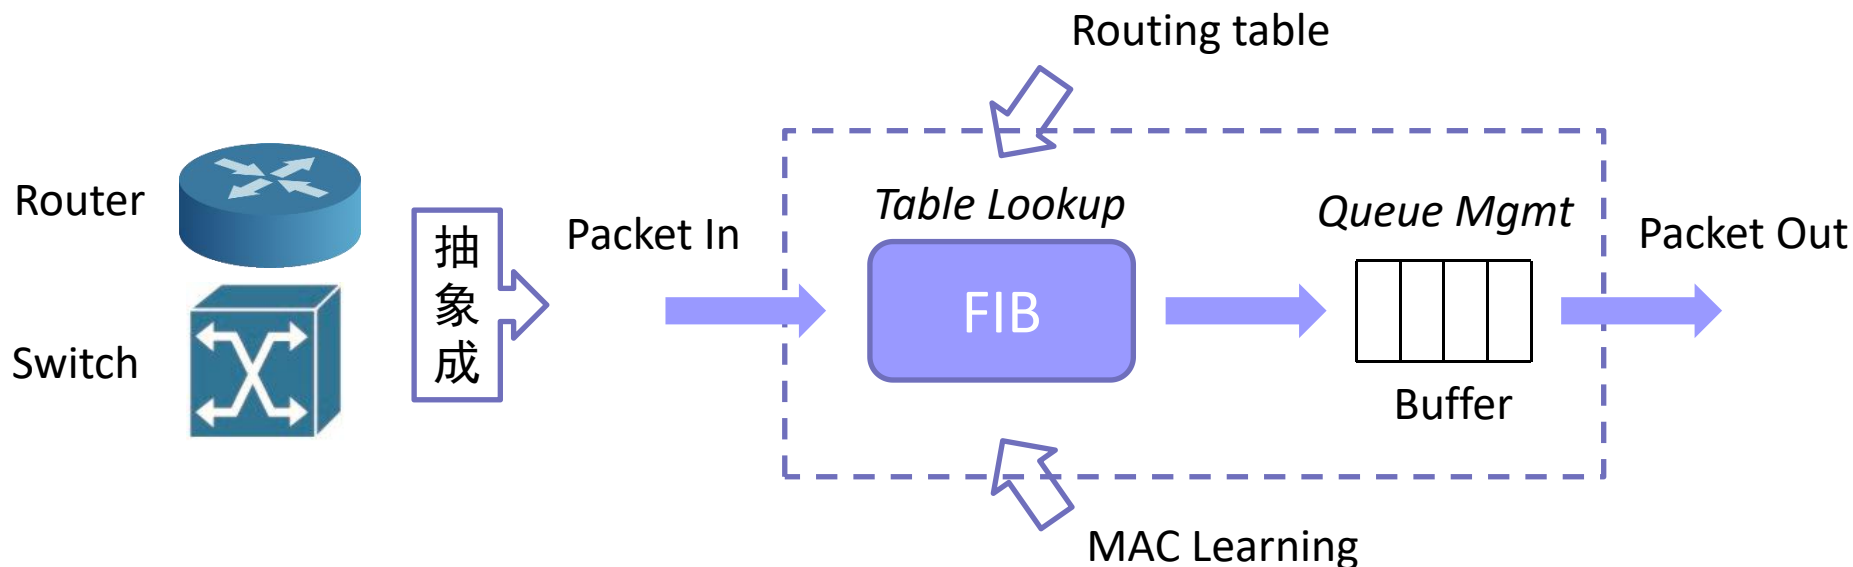 Routing table
Router
Switch
抽
象
成
Packet In
Table Lookup
FIB
Queue Mgmt
Buffer
Packet Out
MAC Learning